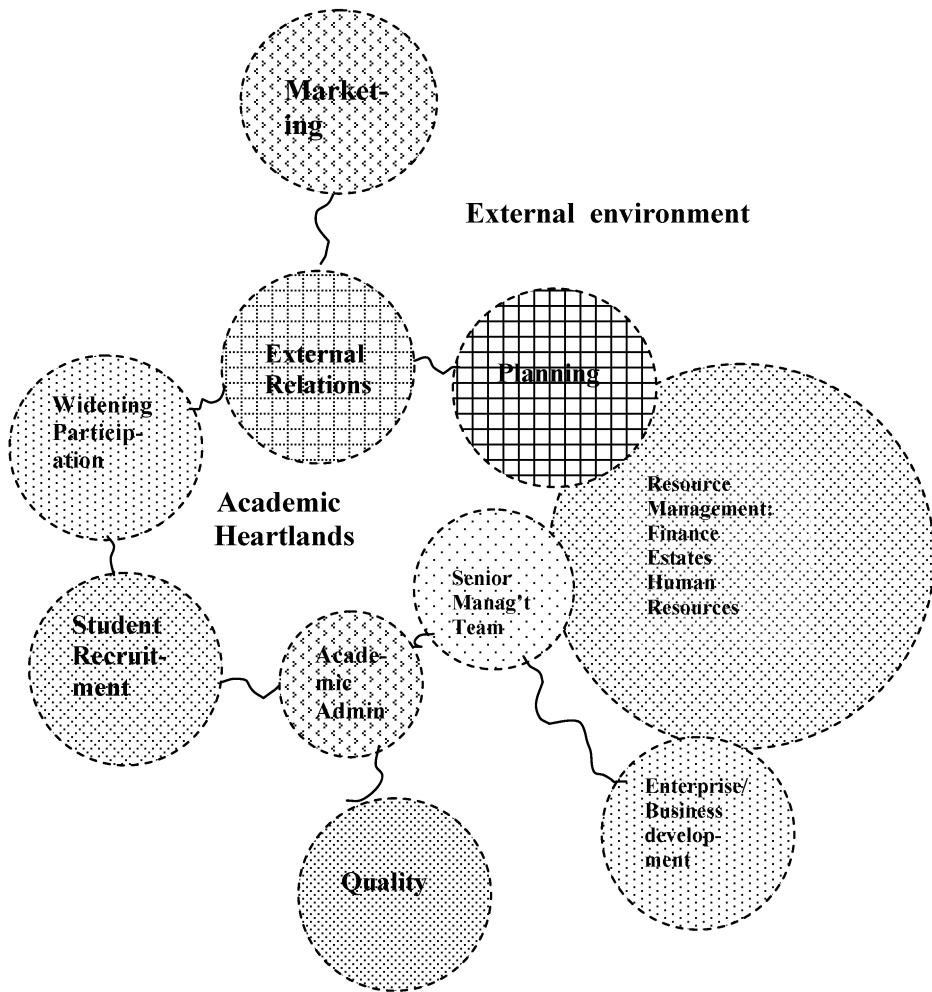 Market-
ing
External environment
External
Relations
Planning
Widening
Particip-
ation
Academic
Heartlands
Resource
Management:
Finance
Estates
Human
Resources
Senior
Manag't
Team
Student
Recruit-
ment
Acade-
mic
Admin
Enterprise/
Business
develop-
ment
Quality